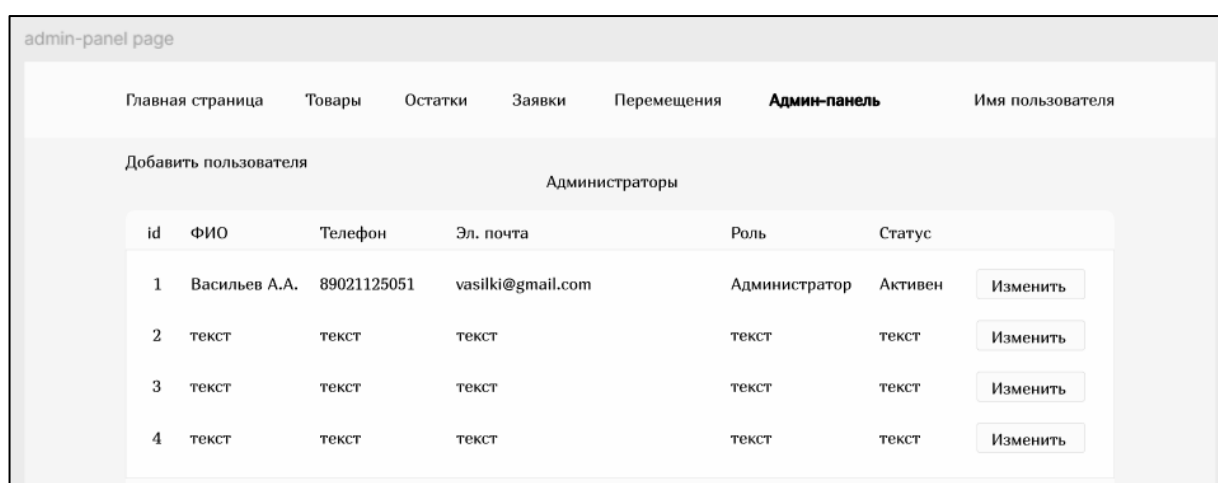 admin-panel page
Главная страница Товары Остатки Заявки Перемещения Админ-панель Имя пользователя
Добавить пользователя
Администраторы
id ФИО Телефон Эл. почта Роль Статус
1 Васильев А.А. 89021125051 vasilki@gmail.com Администратор Активен Изменить
2 текст текст текст текст текст Изменить
3 текст текст текст текст текст Изменить
4 текст текст текст текст текст Изменить